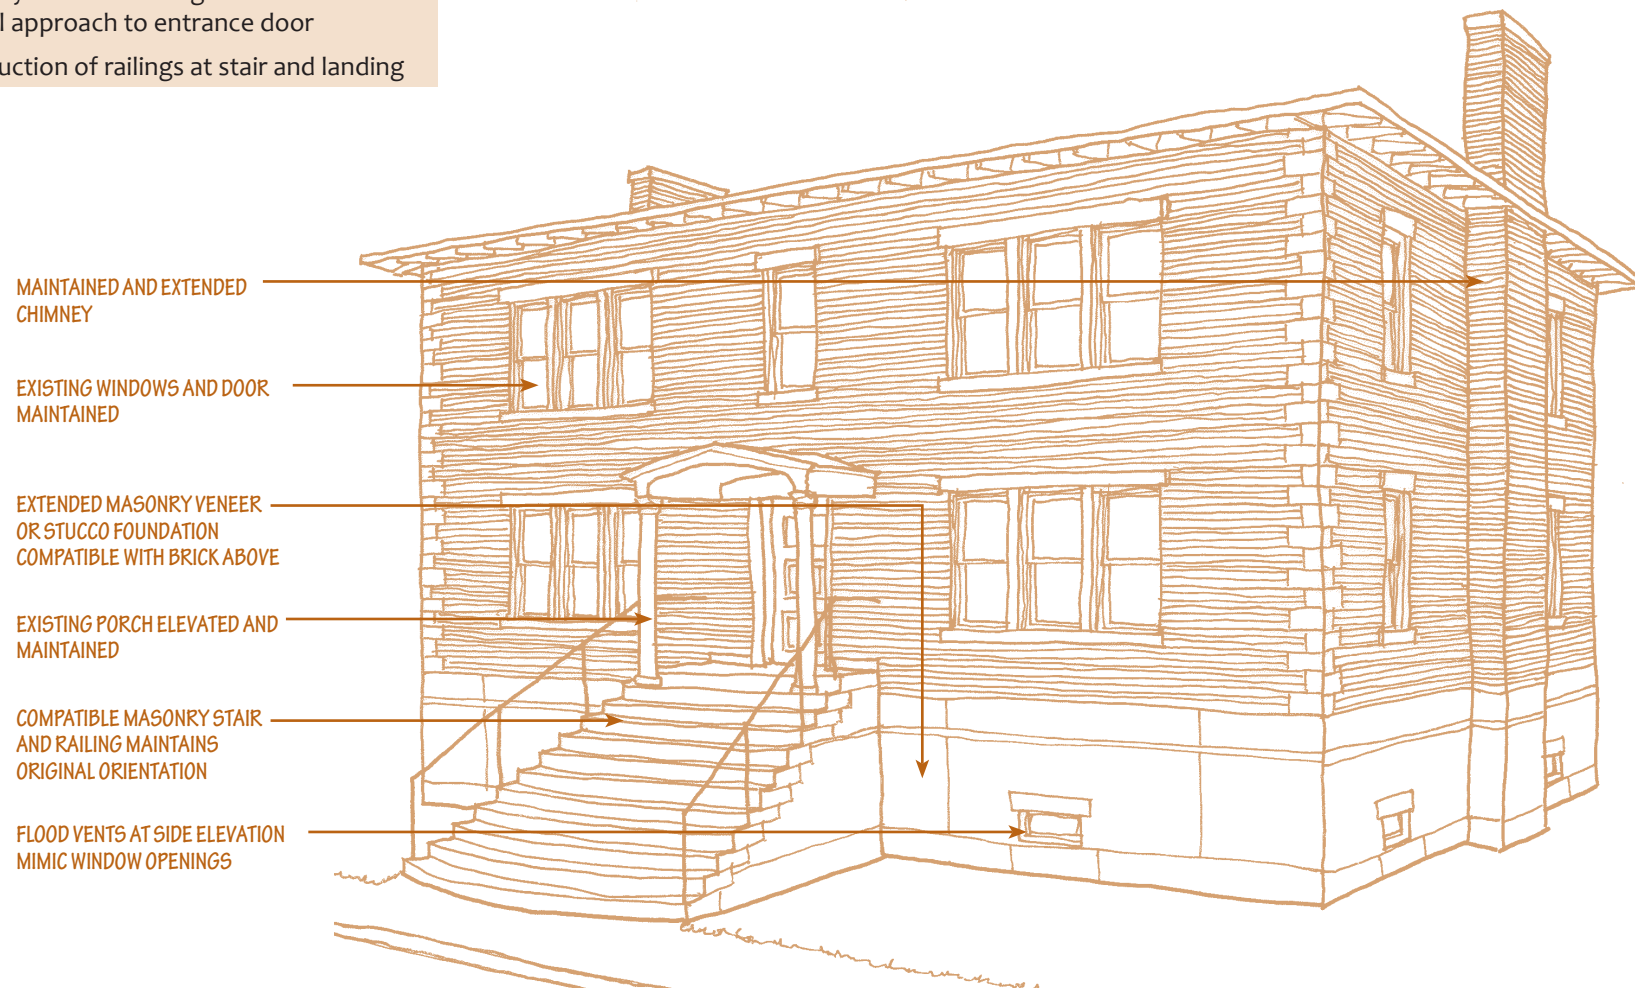 l approach to entrance door
uction of railings at stair and landing
MAINTAINED AND EXTENDED
CHIMNEY
EXISTING WINDOWS AND DOOR
MAINTAINED
EXTENDED MASONRY VENEER
OR STUCCO FOUNDATION
COMPATIBLE WITH BRICK ABOVE
EXISTING PORCH ELEVATED AND
MAINTAINED
COMPATIBLE MASONRY STAIR
AND RAILING MAINTAINS
ORIGINAL ORIENTATION
FLOOD VENTS AT SIDE ELEVATION
MIMIC WINDOW OPENINGS